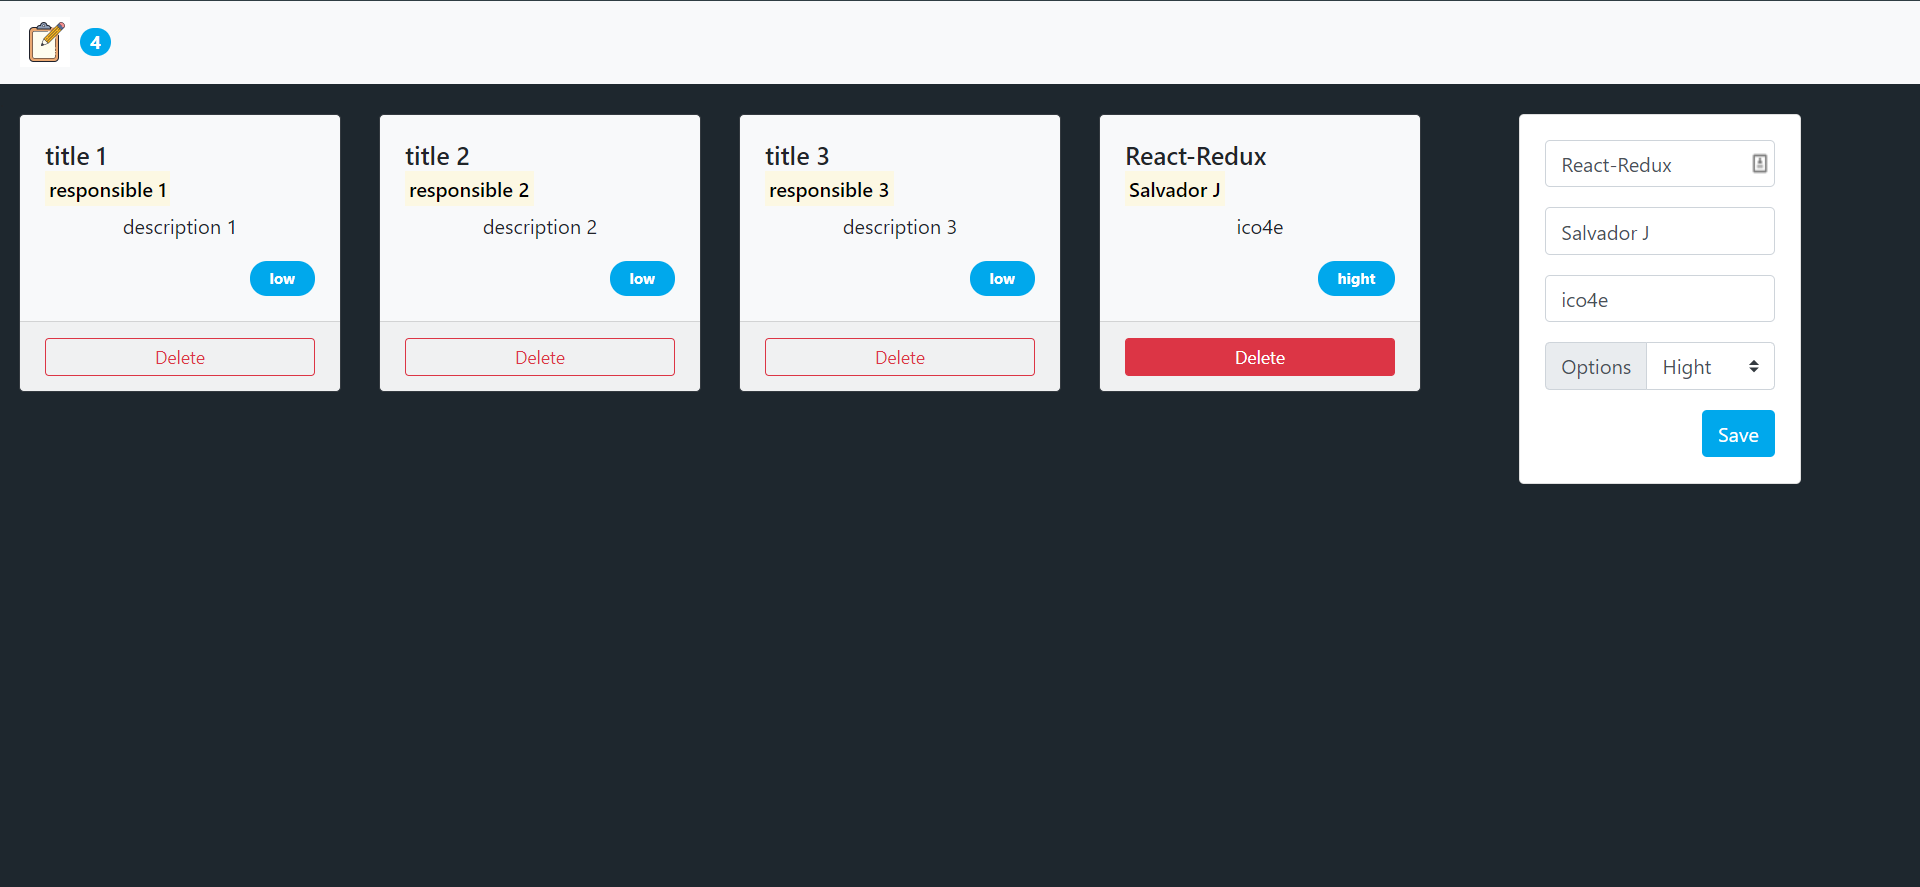 4
title 1
responsible 1
description 1
low
Delete
title 2
responsible 2
description 2
low
Delete
title 3
responsible 3
description 3
low
Delete
React-Redux
Salvador J
ico4e
hight
Delete
React-Redux
Salvador J
ico4e
Options Hight
Save